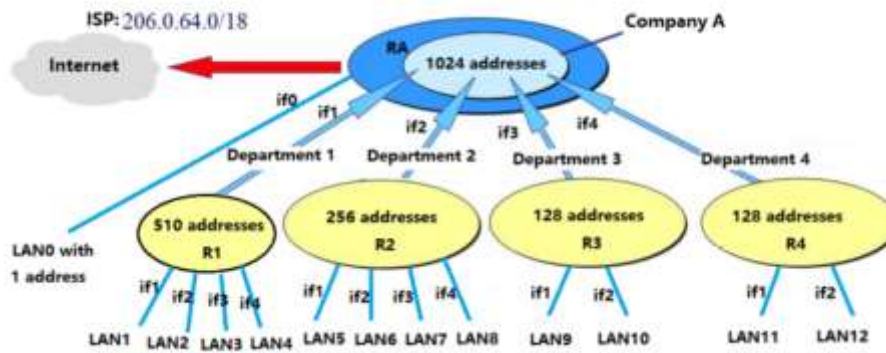 ISP: 206.0.64.0/18
Company A
RA
Internet
1024 addresses
if0
if1
if2
if3
if4
Department 1
Department 2
Department 3
Department 4
510 addresses
R1
256 addresses
R2
128 addresses
R3
128 addresses
R4
LAN0 with
1 address
if1
if2
if3
if4
if1
if2
if3
if4
if1
if2
if1
if2
LAN1
LAN2
LAN3
LAN4
LAN5
LAN6
LAN7
LAN8
LAN9
LAN10
LAN11
LAN12